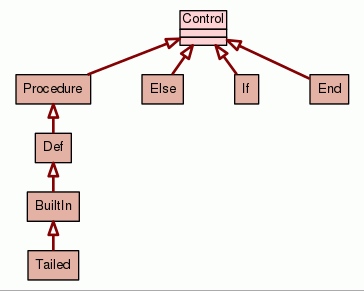 Control
Procedure
Else
If
End
Def
BuiltIn
Tailed